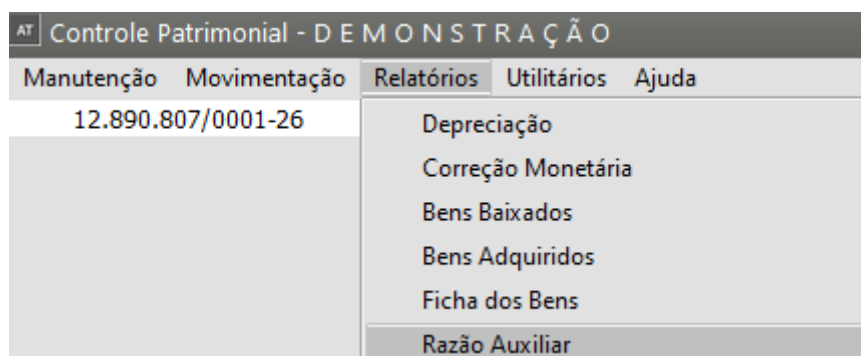 AT Controle Patrimonial - D E M O N S T R A Ç Ã O
Manutenção Movimentação Relatórios Utilitários Ajuda
12.890.807/0001-26
Depreciação
Correção Monetária
Bens Baixados
Bens Adquiridos
Ficha dos Bens
Razão Auxiliar